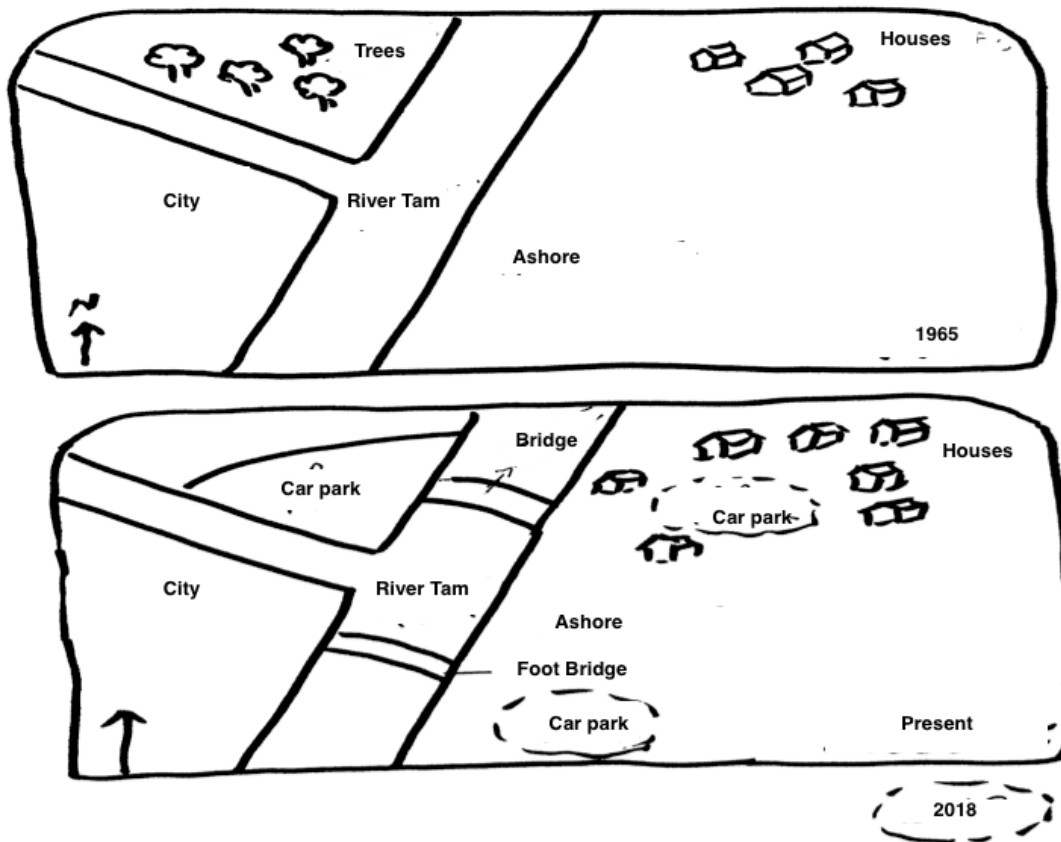 Trees
Houses
City
River Tam
Ashore
N
1965
Bridge
Car park
Houses
Car park
City
River Tam
Ashore
Foot Bridge
Car park
Present
2018